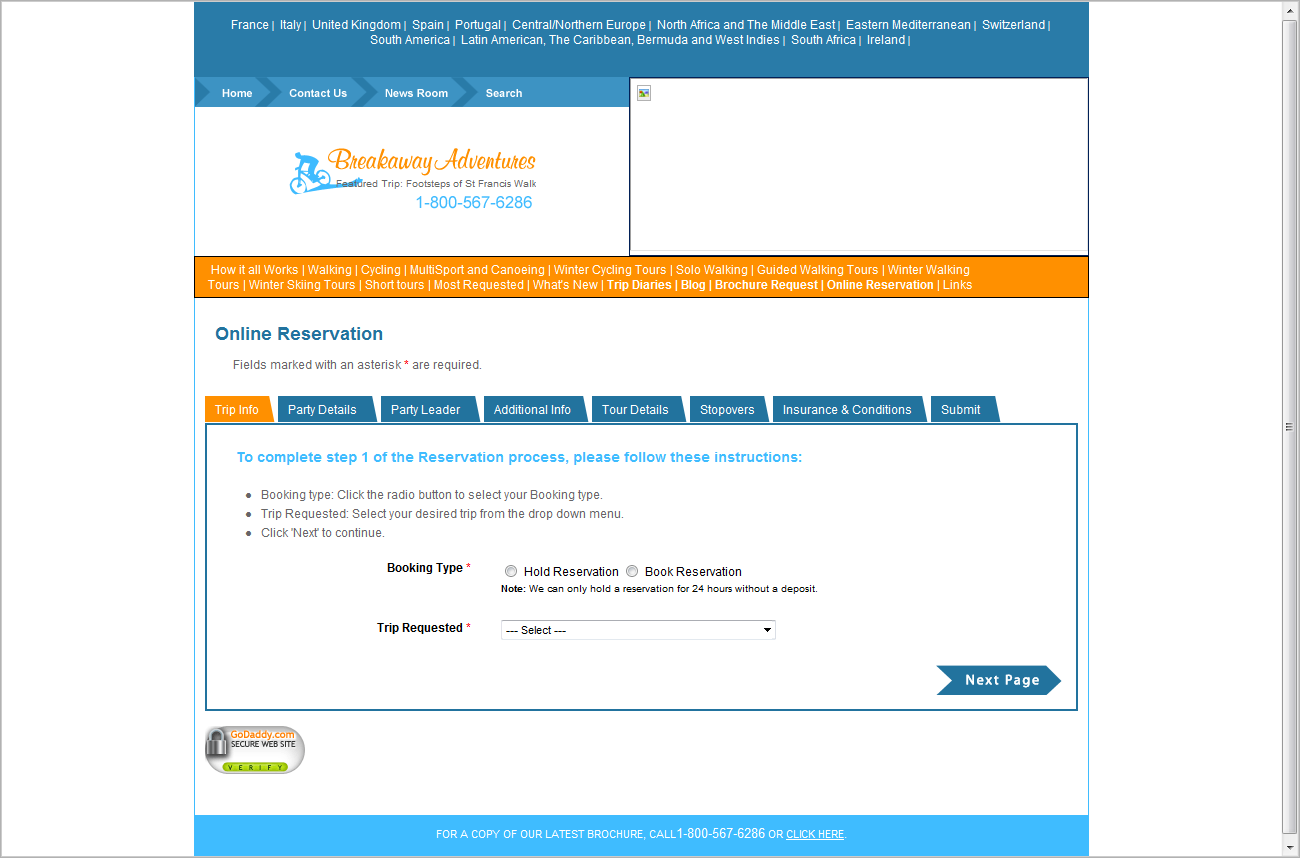 France | Italy | United Kingdom | Spain | Portugal | Central/Northern Europe | North Africa and The Middle East | Eastern Mediterranean | Switzerland |
South America | Latin American, The Caribbean, Bermuda and West Indies | South Africa | Ireland |
Home Contact Us News Room Search
Breakaway Adventures
Featured Trip: Footsteps of St Francis Walk
1-800-567-6286
How it all Works | Walking | Cycling | MultiSport and Canoeing | Winter Cycling Tours | Solo Walking | Guided Walking Tours | Winter Walking
Tours | Winter Skiing Tours | Short tours | Most Requested | What's New | Trip Diaries | Blog | Brochure Request | Online Reservation | Links
Online Reservation
Fields marked with an asterisk * are required.
Trip Info Party Details Party Leader Additional Info Tour Details Stopovers Insurance & Conditions Submit
To complete step 1 of the Reservation process, please follow these instructions:
• Booking type: Click the radio button to select your Booking type.
• Trip Requested: Select your desired trip from the drop down menu.
• Click 'Next' to continue.
Booking Type * Hold Reservation Book Reservation
Note: We can only hold a reservation for 24 hours without a deposit.
Trip Requested * --- Select ---
Next Page
GoDaddy.com
SECURE WEB SITE
VERIFY
FOR A COPY OF OUR LATEST BROCHURE, CALL1-800-567-6286 OR CLICK HERE.